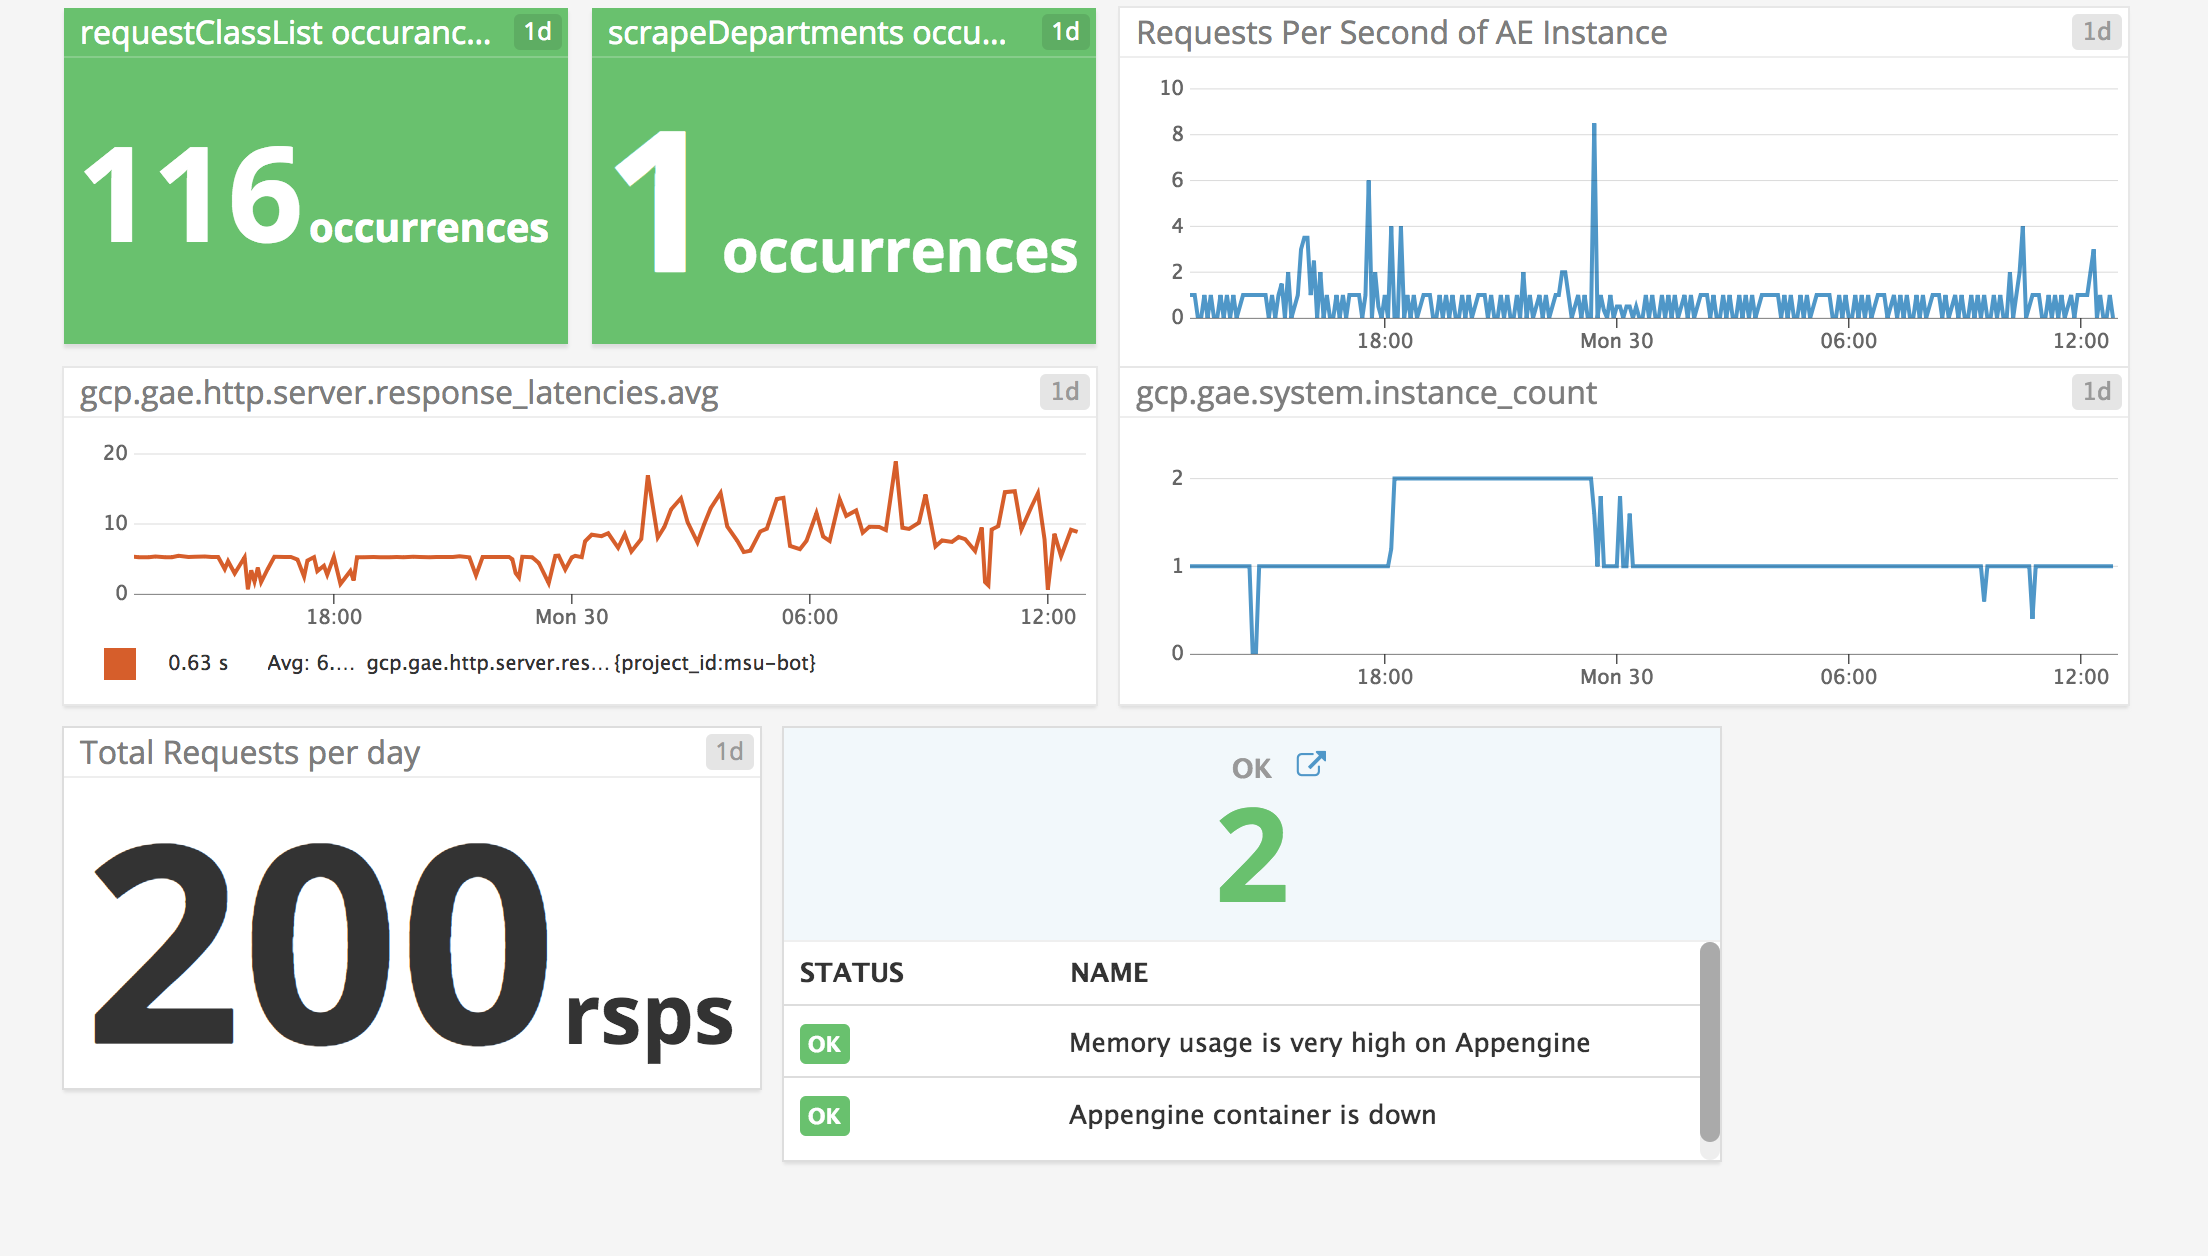 requestClassList occuranc... 1d
116 occurrences
scrapeDepartments occu... 1d
1 occurrences
Requests Per Second of AE Instance 1d
10
8
6
4
2
0
18:00 Mon 30 06:00 12:00
gcp.gae.http.server.response_latencies.avg 1d
20
10
0
18:00 Mon 30 06:00 12:00
0.63 s Avg: 6.... gcp.gae.http.server.res...{project_id:msu-bot}
gcp.gae.system.instance_count 1d
2
1
0
18:00 Mon 30 06:00 12:00
Total Requests per day 1d
200 rsps
OK
2
STATUS NAME
OK Memory usage is very high on Appengine
OK Appengine container is down